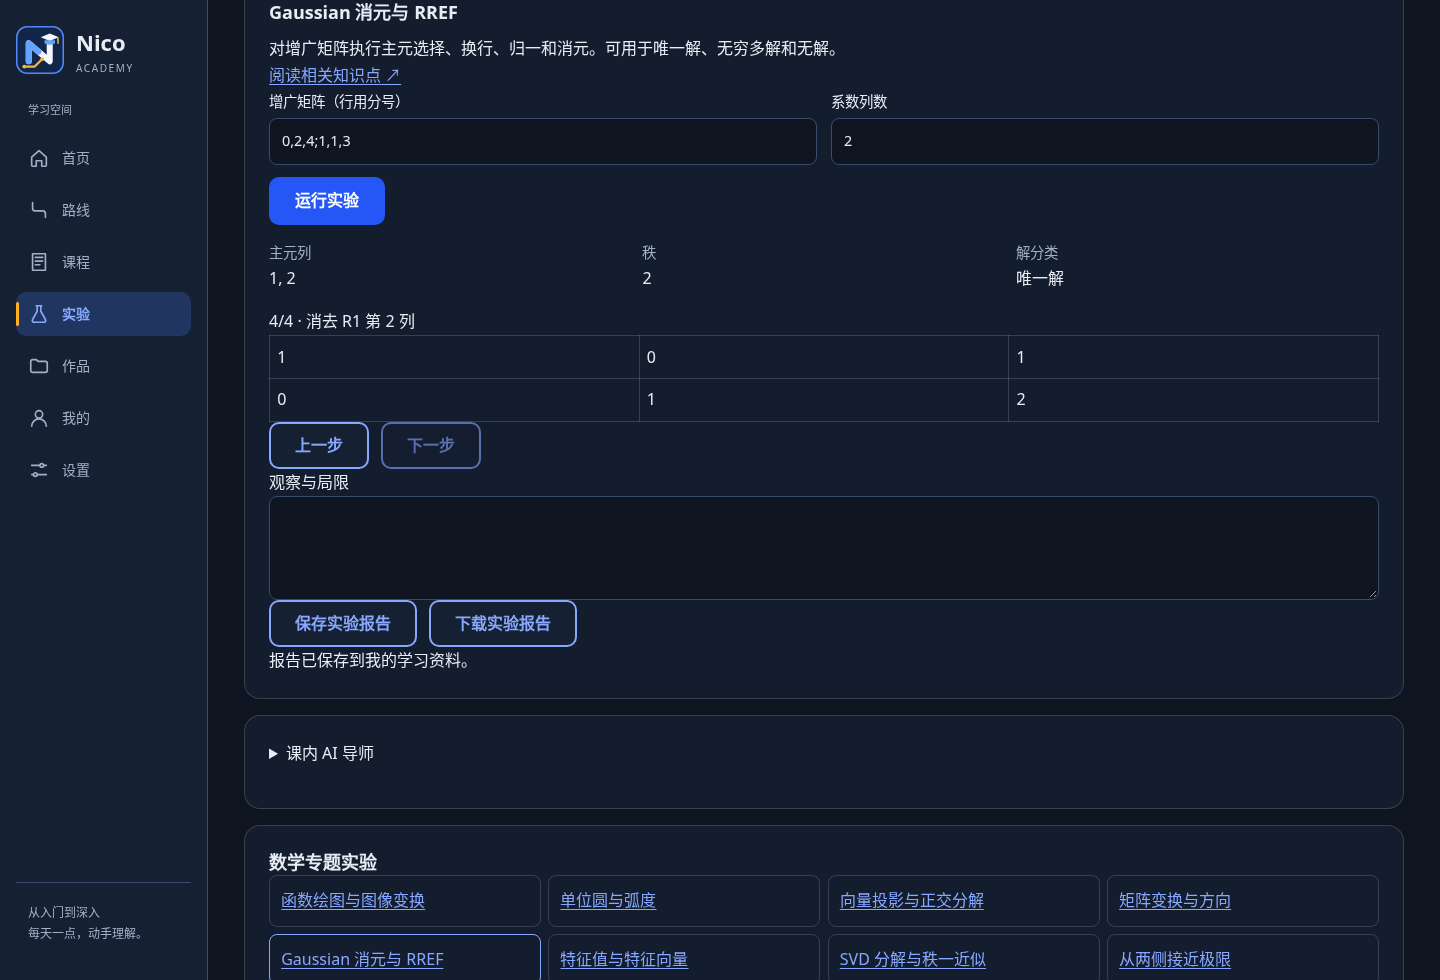 Nico
ACADEMY
学习空间
首页
路线
课程
实验
作品
我的
设置
从入门到深入
每天一点，动手理解。
Gaussian 消元与 RREF
对增广矩阵执行主元选择、换行、归一和消元。可用于唯一解、无穷多解和无解。
阅读相关知识点 ↗
增广矩阵（行用分号） 系数列数
0,2,4;1,1,3 2
运行实验
主元列 秩 解分类
1, 2 2 唯一解
4/4 · 消去 R1 第 2 列
1 0 1
0 1 2
上一步 下一步
观察与局限
保存实验报告 下载实验报告
报告已保存到我的学习资料。
▶ 课内 AI 导师
数学专题实验
函数绘图与图像变换 单位圆与弧度 向量投影与正交分解 矩阵变换与方向
Gaussian 消元与 RREF 特征值与特征向量 SVD 分解与秩一近似 从两侧接近极限